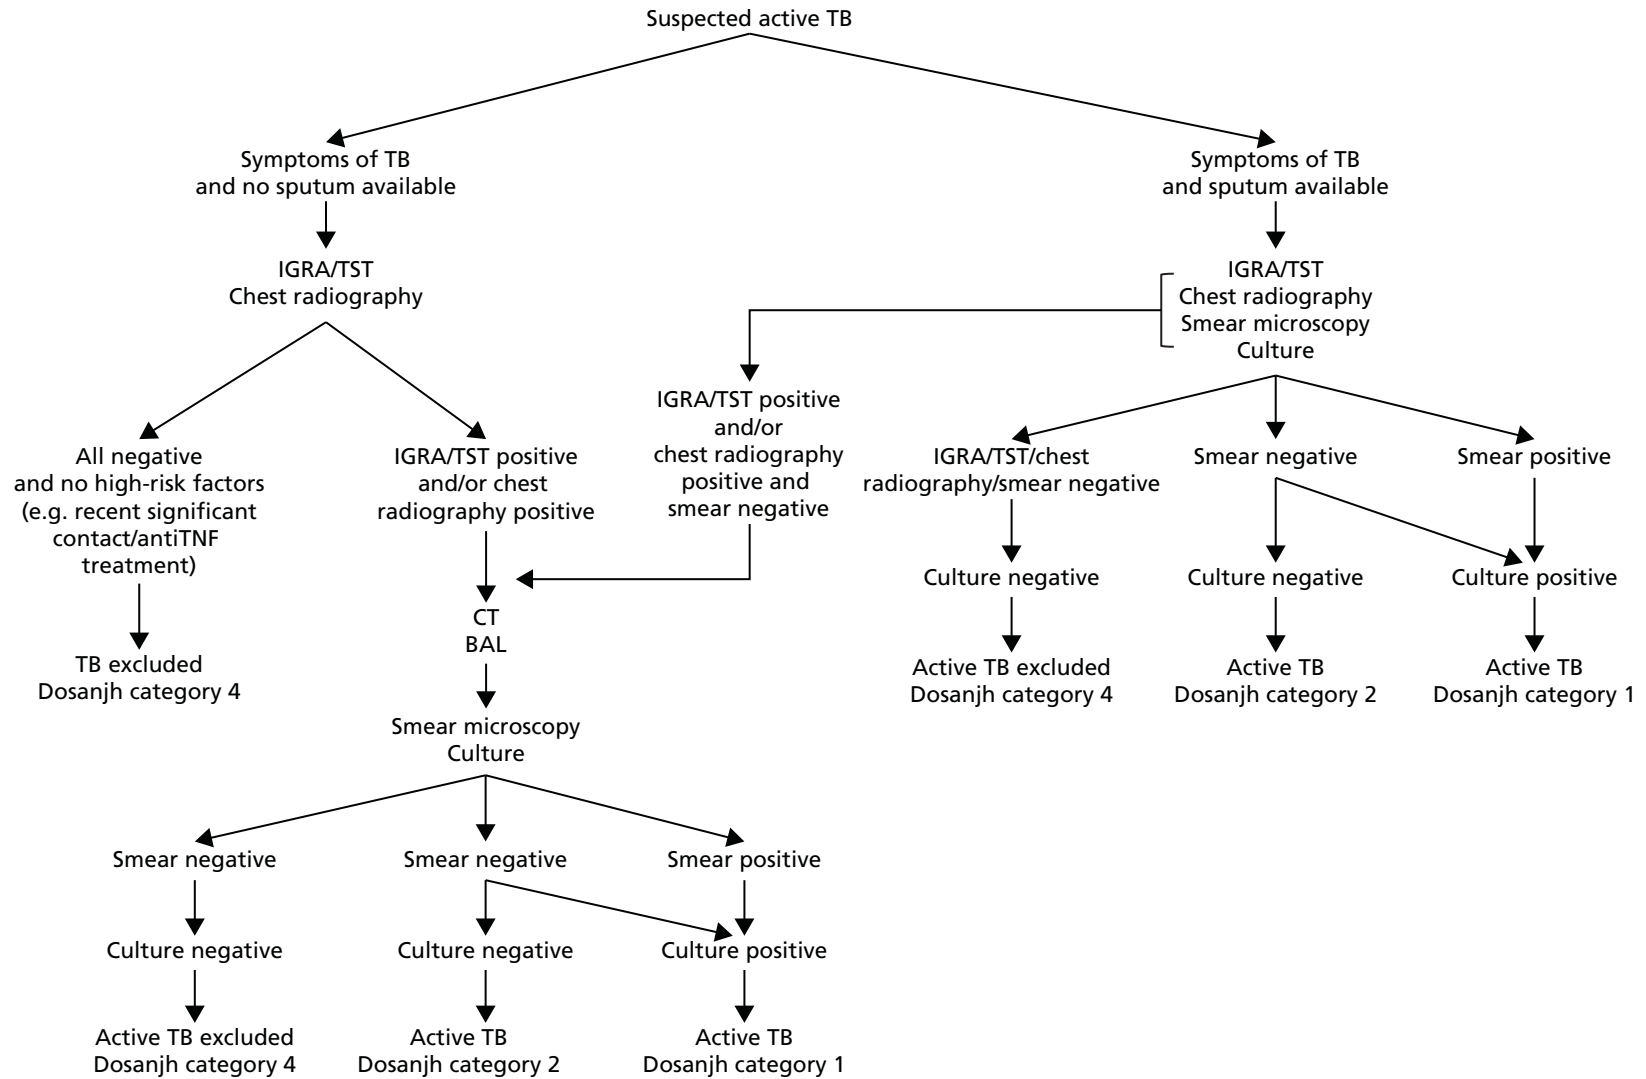 Suspected active TB
Symptoms of TB
and no sputum available
Symptoms of TB
and sputum available
IGRA/TST
Chest radiography
IGRA/TST
Chest radiography
Smear microscopy
Culture
All negative
and no high-risk factors
(e.g. recent significant
contact/antiTNF
treatment)
IGRA/TST positive
and/or chest
radiography positive
IGRA/TST positive
and/or
chest radiography
positive and
smear negative
IGRA/TST/chest
radiography/smear negative
Smear negative
Smear positive
Culture negative
Culture negative
Culture positive
TB excluded
Dosanjh category 4
CT
BAL
Active TB excluded
Dosanjh category 4
Active TB
Dosanjh category 2
Active TB
Dosanjh category 1
Smear microscopy
Culture
Smear negative
Smear negative
Smear positive
Culture negative
Culture negative
Culture positive
Active TB excluded
Dosanjh category 4
Active TB
Dosanjh category 2
Active TB
Dosanjh category 1